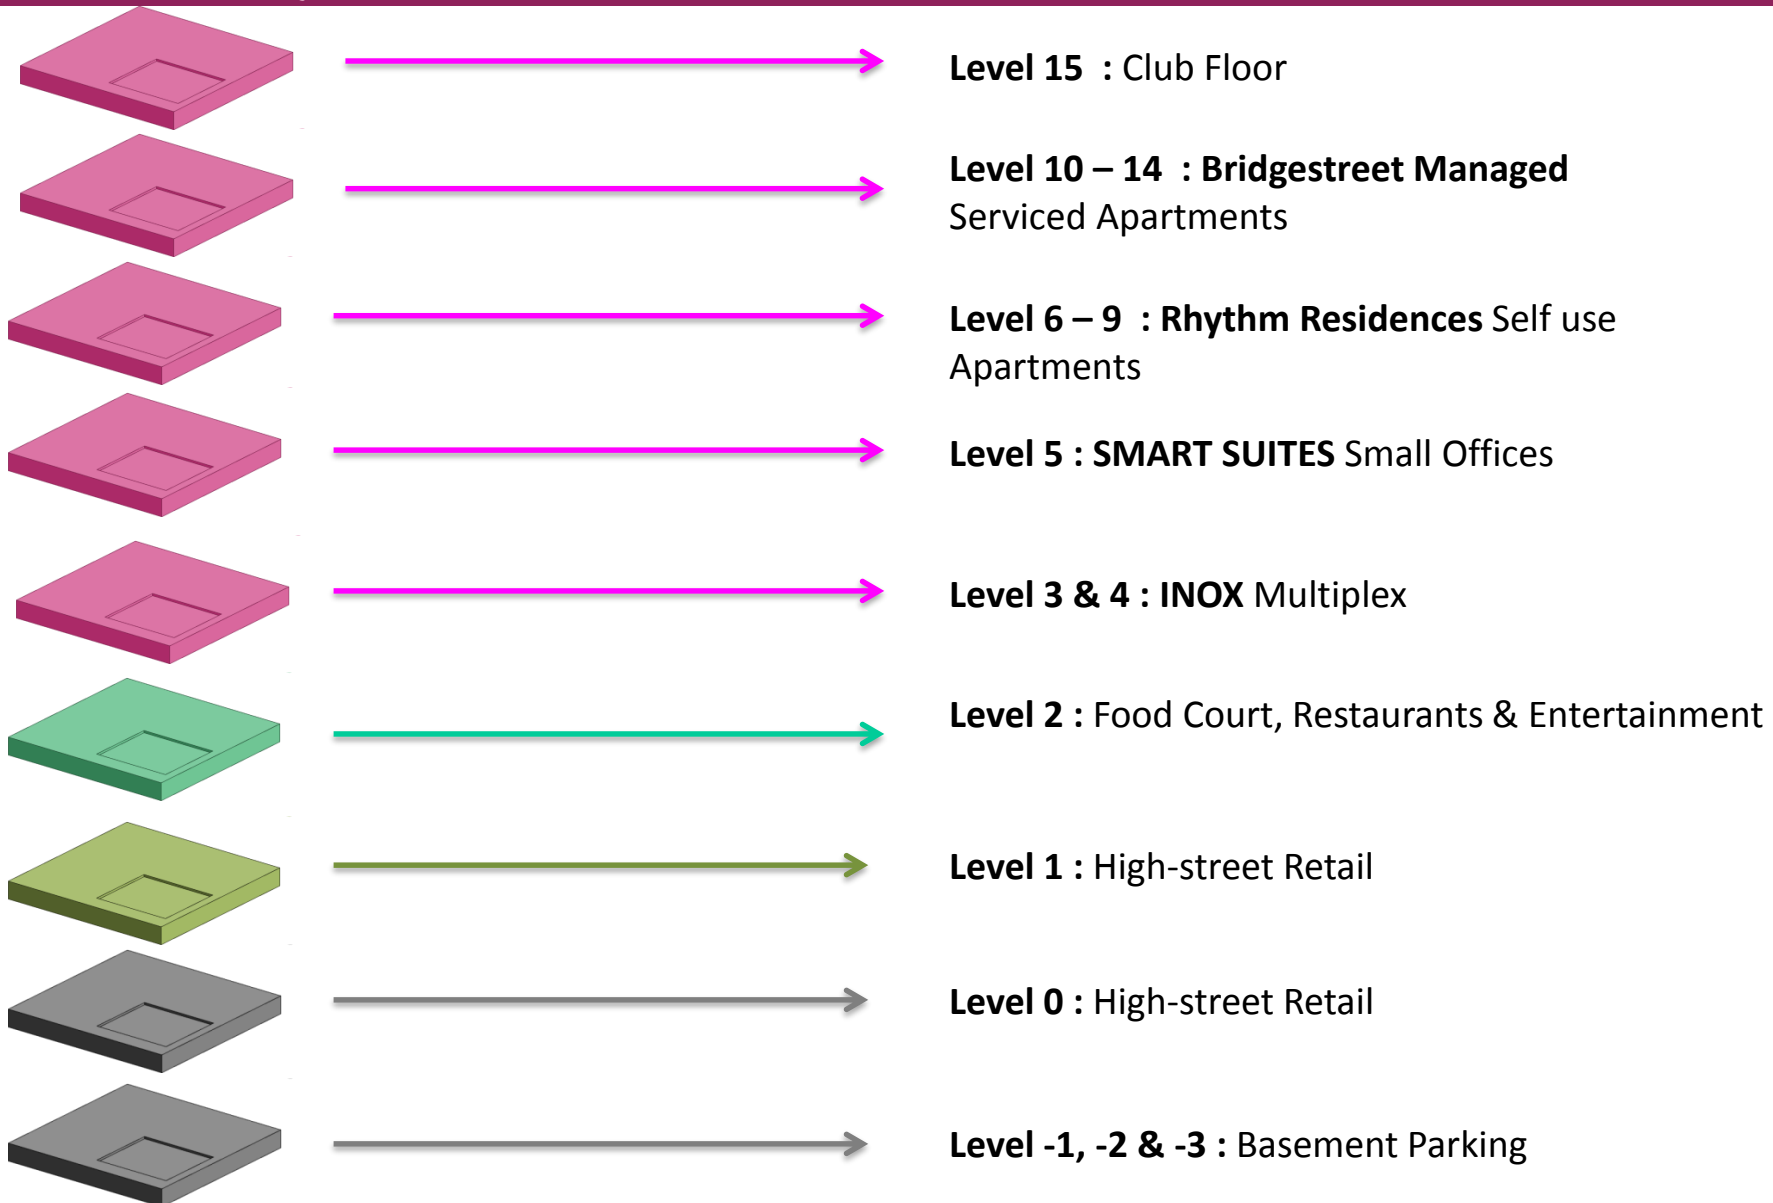 Level 15 : Club Floor
Level 10 – 14 : Bridgestreet Managed
Serviced Apartments
Level 6 – 9 : Rhythm Residences Self use
Apartments
Level 5 : SMART SUITES Small Offices
Level 3 & 4 : INOX Multiplex
Level 2 : Food Court, Restaurants & Entertainment
Level 1 : High-street Retail
Level 0 : High-street Retail
Level -1, -2 & -3 : Basement Parking